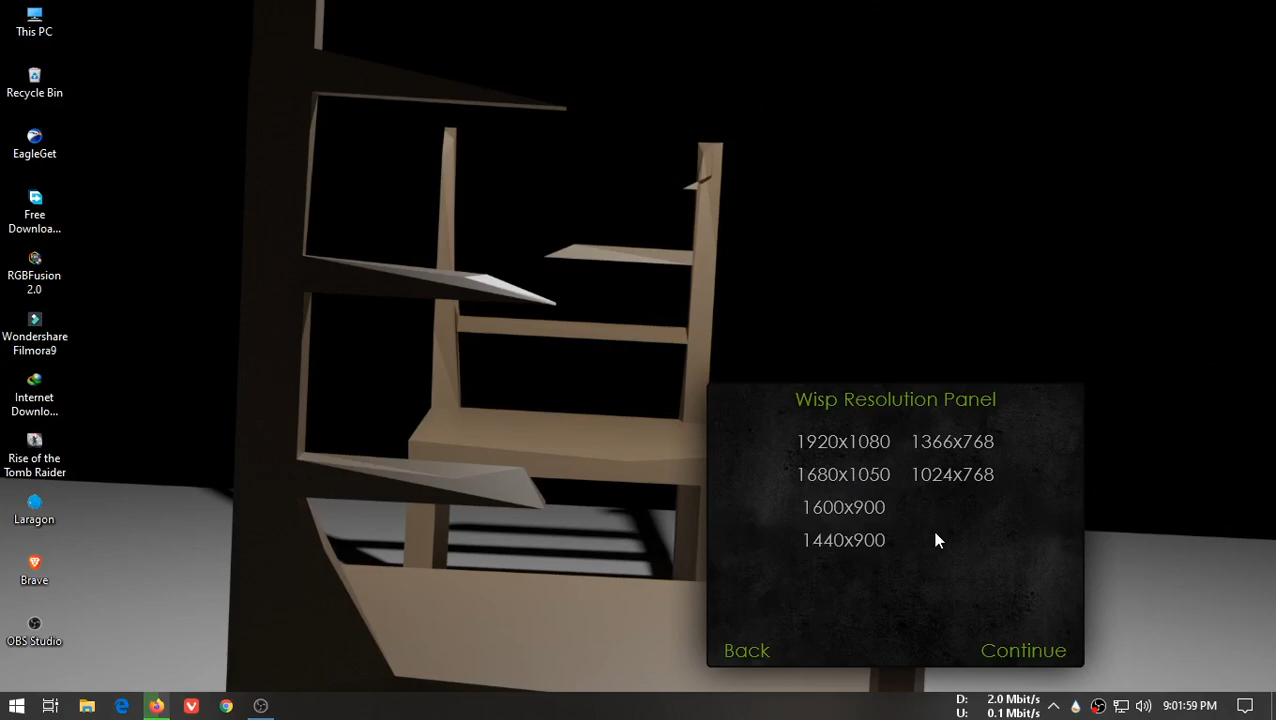 This PC
Recycle Bin
EagleGet
Free
Downloa...
RGBFusion
2.0
Wondershare
Filmora9
Internet
Downlo...
Rise of the
Tomb Raider
Laragon
Brave
OBS Studio
Wisp Resolution Panel
1920x1080 1366x768
1680x1050 1024x768
1600x900
1440x900
Back Continue
D: 2.0 Mbit/s
U: 0.1 Mbit/s
9:01:59 AM